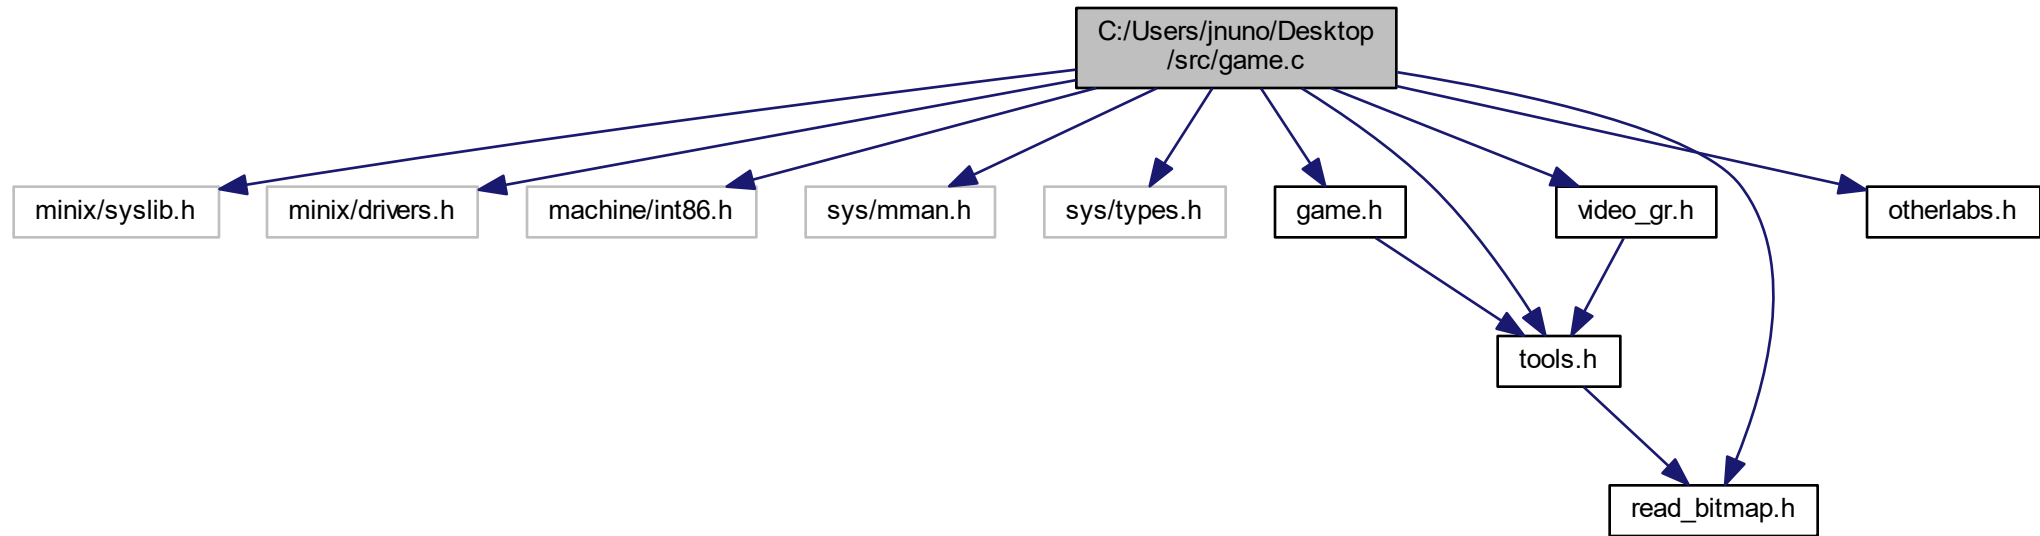 C:/Users/jnuno/Desktop
/src/game.c
minix/syslib.h
minix/drivers.h
machine/int86.h
sys/mman.h
sys/types.h
game.h
video_gr.h
otherlabs.h
tools.h
read_bitmap.h